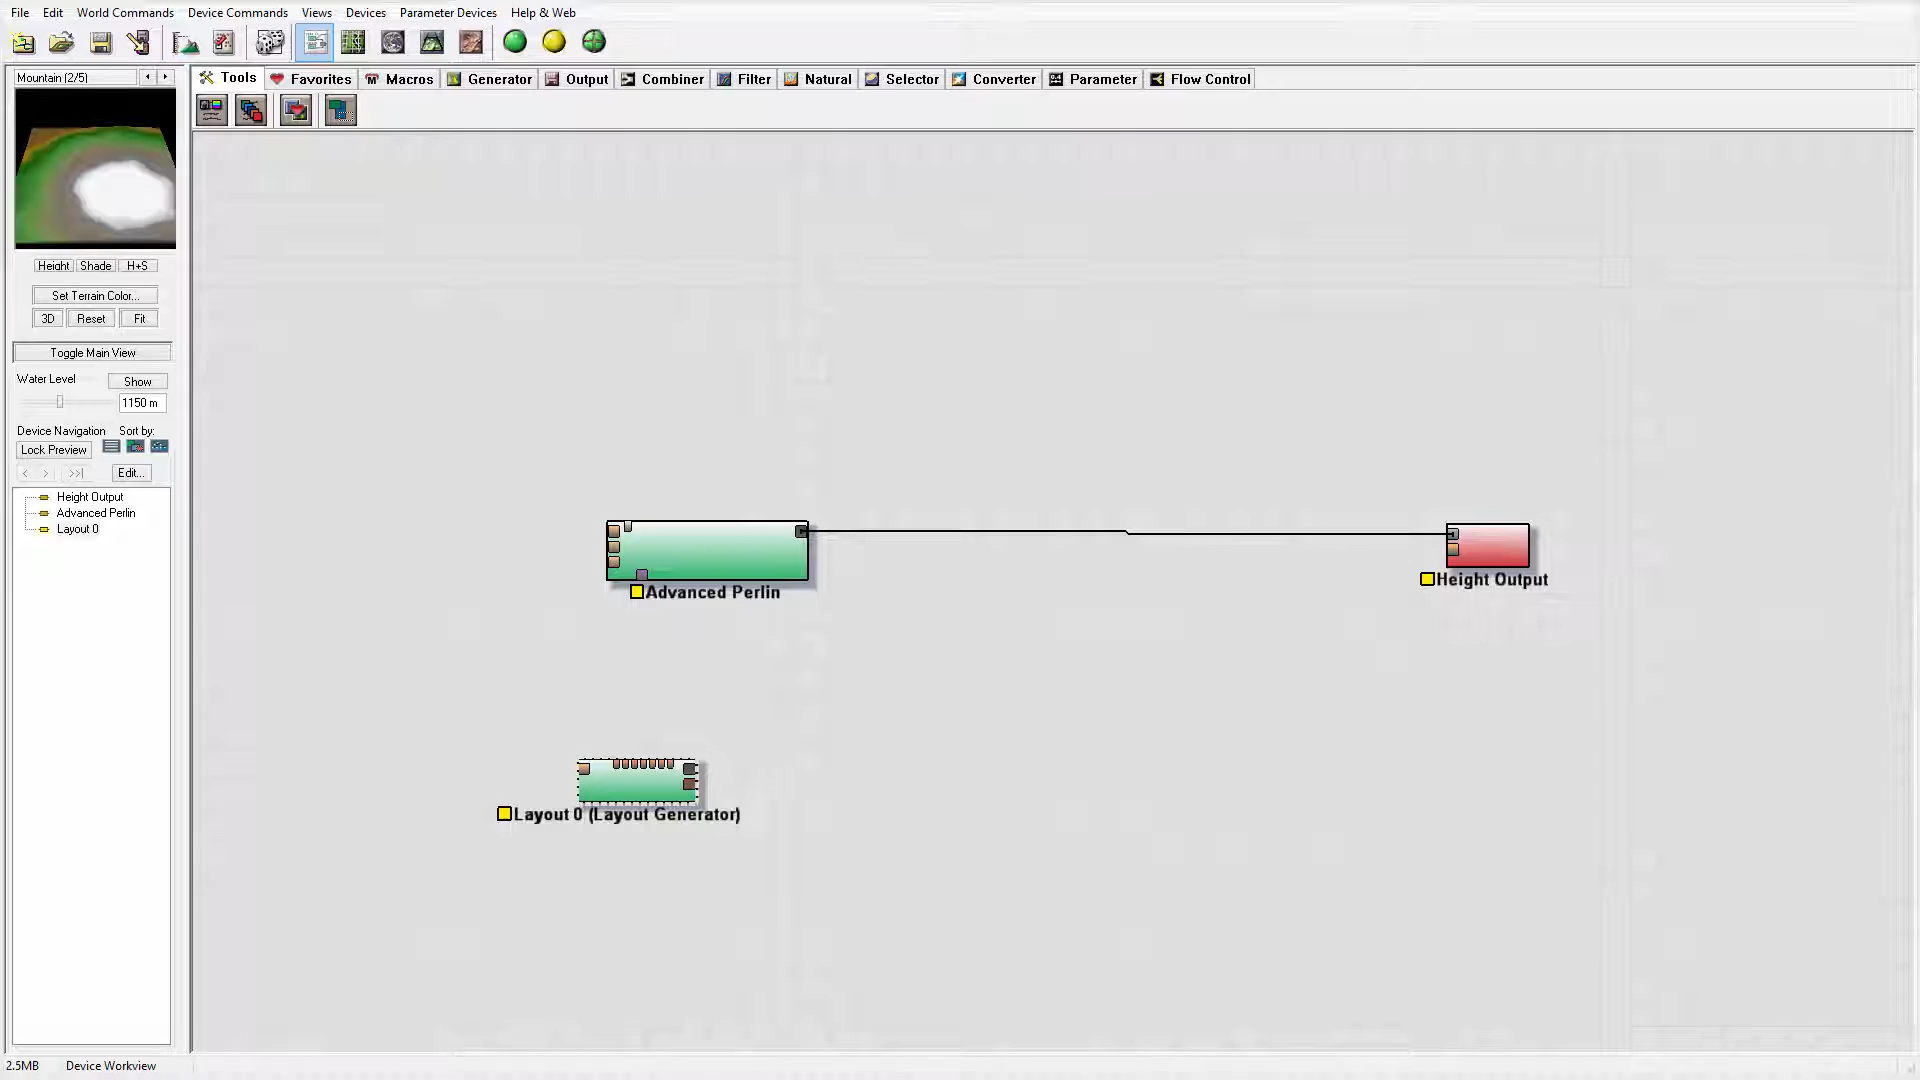 File Edit World Commands Device Commands Views Devices Parameter Devices Help & Web
Mountain (2/5)
Tools Favorites Macros Generator Output Combiner Filter Natural Selector Converter Parameter Flow Control
Height Shade H+S
Set Terrain Color...
3D Reset Fit
Toggle Main View
Water Level Show
1150 m
Device Navigation Sort by:
Lock Preview
< > >>| Edit...
Height Output
Advanced Perlin
Layout 0
Advanced Perlin
Height Output
Layout 0 (Layout Generator)
2.5MB Device Workview